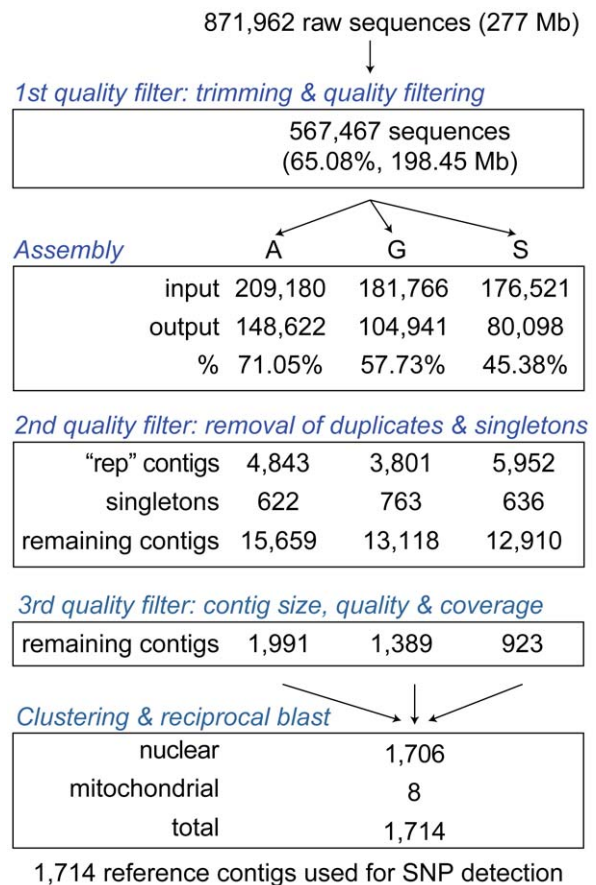 871,962 raw sequences (277 Mb)
1st quality filter: trimming & quality filtering
567,467 sequences
(65.08%, 198.45 Mb)
Assembly A G S
input 209,180 181,766 176,521
output 148,622 104,941 80,098
% 71.05% 57.73% 45.38%
2nd quality filter: removal of duplicates & singletons
“rep” contigs 4,843 3,801 5,952
singletons 622 763 636
remaining contigs 15,659 13,118 12,910
3rd quality filter: contig size, quality & coverage
remaining contigs 1,991 1,389 923
Clustering & reciprocal blast
nuclear 1,706
mitochondrial 8
total 1,714
1,714 reference contigs used for SNP detection